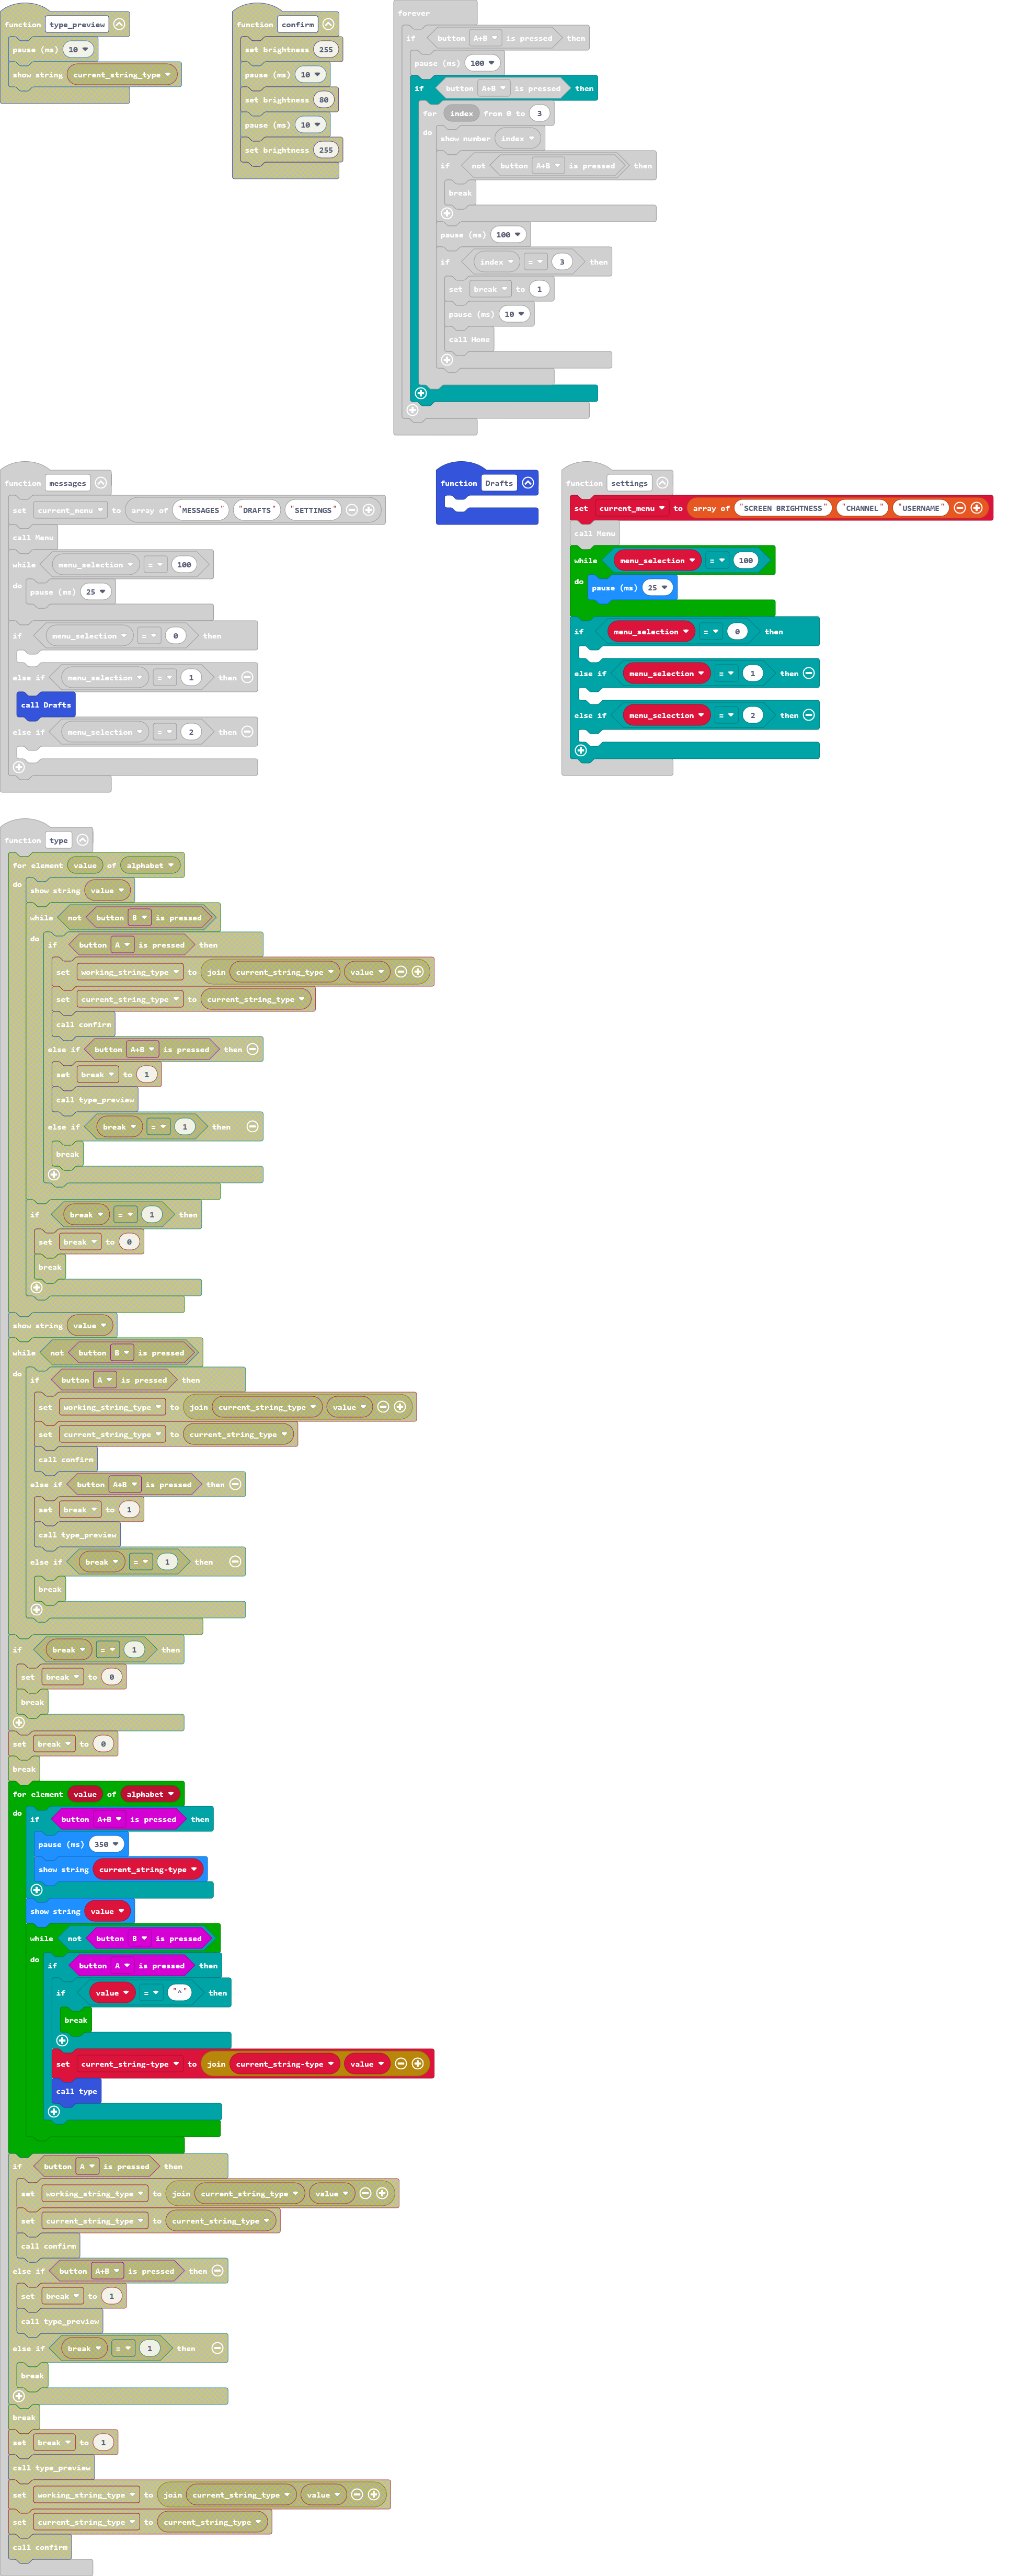 function type_preview
pause (ms) 10
show string current_string_type
function confirm
set brightness 255
pause (ms) 10
set brightness 80
pause (ms) 10
set brightness 255
forever
if button A+B is pressed then
pause (ms) 100
if button A+B is pressed then
for index from 0 to 3
do show number index
if not button A+B is pressed then
break
pause (ms) 100
if index = 3 then
set break to 1
pause (ms) 10
call Home
function messages
set current_menu to array of "MESSAGES" "DRAFTS" "SETTINGS"
call Menu
while menu_selection = 100
do pause (ms) 25
if menu_selection = 0 then
else if menu_selection = 1 then
call Drafts
else if menu_selection = 2 then
function Drafts
function settings
set current_menu to array of "SCREEN BRIGHTNESS" "CHANNEL" "USERNAME"
call Menu
while menu_selection = 100
do pause (ms) 25
if menu_selection = 0 then
else if menu_selection = 1 then
else if menu_selection = 2 then
function type
for element value of alphabet
do show string value
while not button B is pressed
do if button A is pressed then
set working_string_type to join current_string_type value
set current_string_type to current_string_type
call confirm
else if button A+B is pressed then
set break to 1
call type_preview
else if break = 1 then
break
if break = 1 then
set break to 0
break
show string value
while not button B is pressed
do if button A is pressed then
set working_string_type to join current_string_type value
set current_string_type to current_string_type
call confirm
else if button A+B is pressed then
set break to 1
call type_preview
else if break = 1 then
break
if break = 1 then
set break to 0
break
set break to 0
break
for element value of alphabet
do if button A+B is pressed then
pause (ms) 350
show string current_string-type
show string value
while not button B is pressed
do if button A is pressed then
if value = "^" then
break
set current_string-type to join current_string-type value
call type
if button A is pressed then
set working_string_type to join current_string_type value
set current_string_type to current_string_type
call confirm
else if button A+B is pressed then
set break to 1
call type_preview
else if break = 1 then
break
break
set break to 1
call type_preview
set working_string_type to join current_string_type value
set current_string_type to current_string_type
call confirm